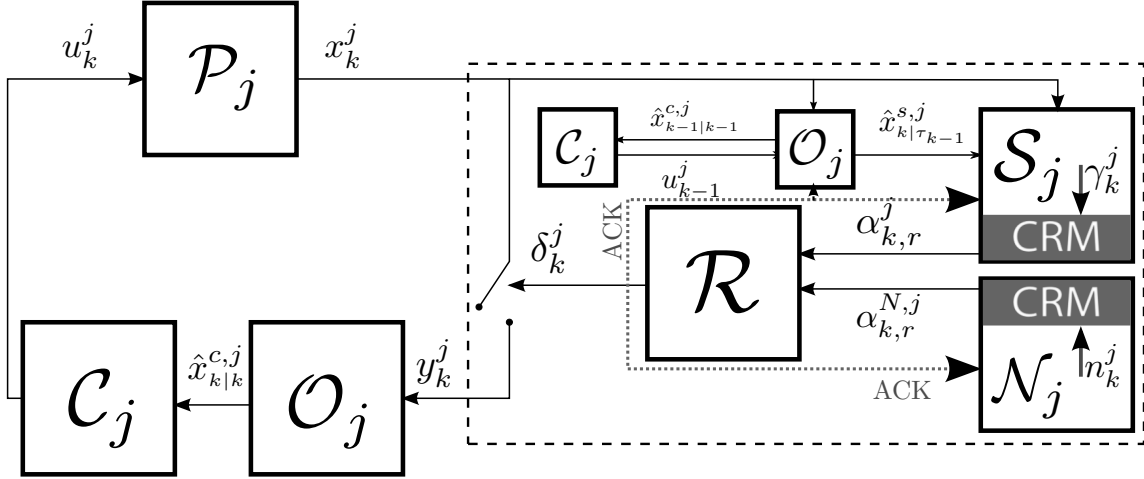 u_k^j
𝒫_j
x_k^j
𝒞_j
x̂_{k-1|k-1}^{c,j}
u_{k-1}^j
𝒪_j
x̂_{k|τ_{k-1}}^{s,j}
𝒮_j
γ_k^j
CRM
ACK
α_{k,r}^j
δ_k^j
ℛ
α_{k,r}^{N,j}
CRM
n_k^j
𝒩_j
ACK
𝒞_j
x̂_{k|k}^{c,j}
𝒪_j
y_k^j